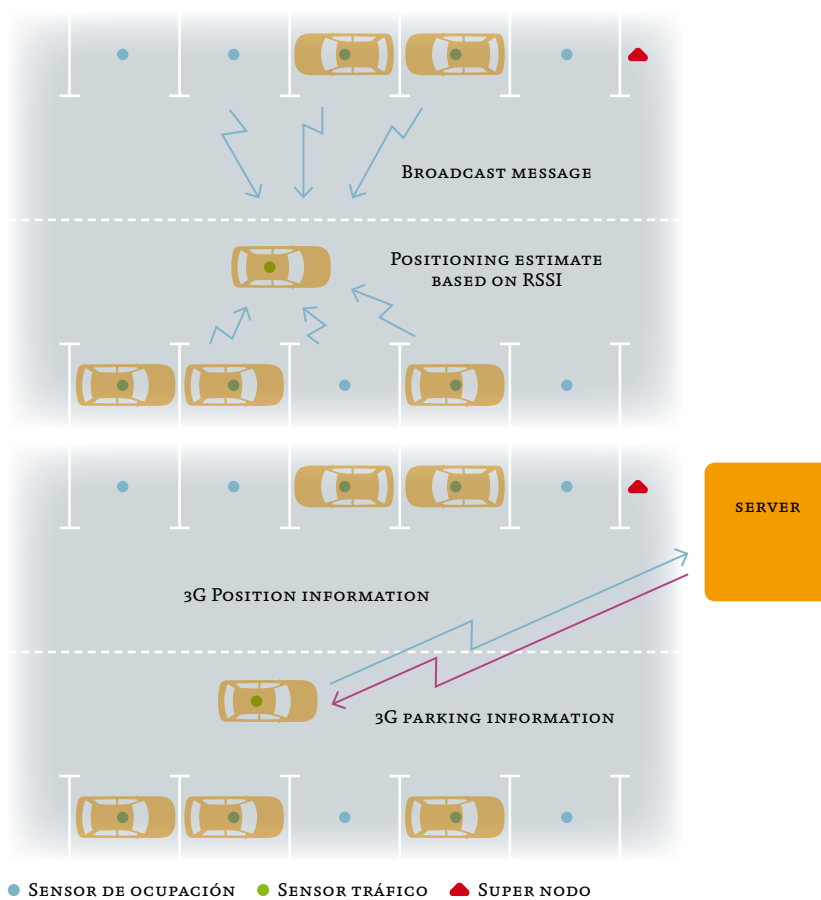 Broadcast message
Positioning estimate
based on RSSI
server
3G Position information
3G parking information
Sensor de ocupación
Sensor tráfico
Super nodo